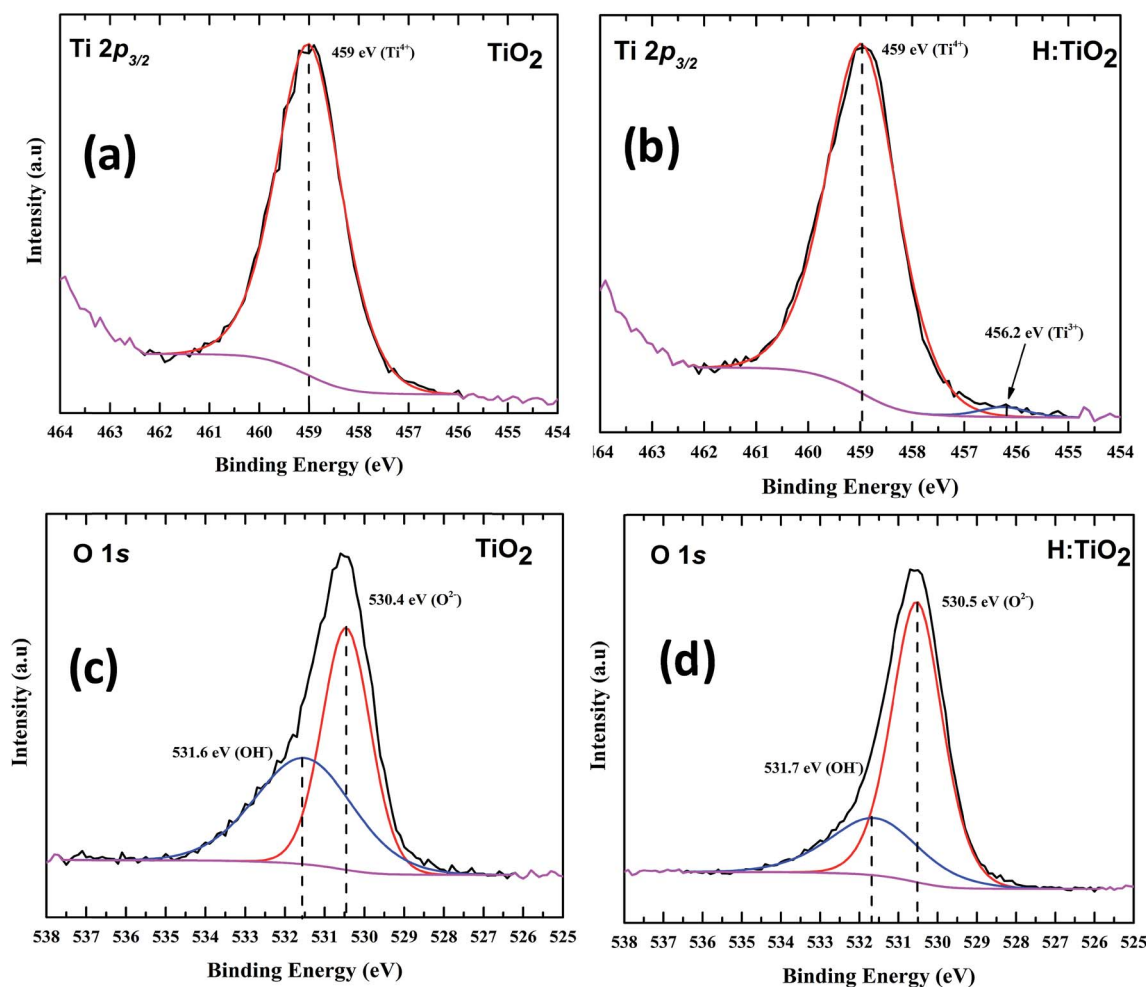 Ti 2p3/2
459 eV (Ti4+)
TiO2
(a)
Intensity (a.u)
464 463 462 461 460 459 458 457 456 455 454
Binding Energy (eV)
Ti 2p3/2
459 eV (Ti4+)
H:TiO2
(b)
456.2 eV (Ti3+)
464 463 462 461 460 459 458 457 456 455 454
Binding Energy (eV)
O 1s
TiO2
530.4 eV (O2-)
(c)
531.6 eV (OH-)
Intensity (a.u)
538 537 536 535 534 533 532 531 530 529 528 527 526 525
Binding Energy (eV)
O 1s
H:TiO2
530.5 eV (O2-)
(d)
531.7 eV (OH-)
Intensity (a.u)
538 537 536 535 534 533 532 531 530 529 528 527 526 525
Binding Energy (eV)